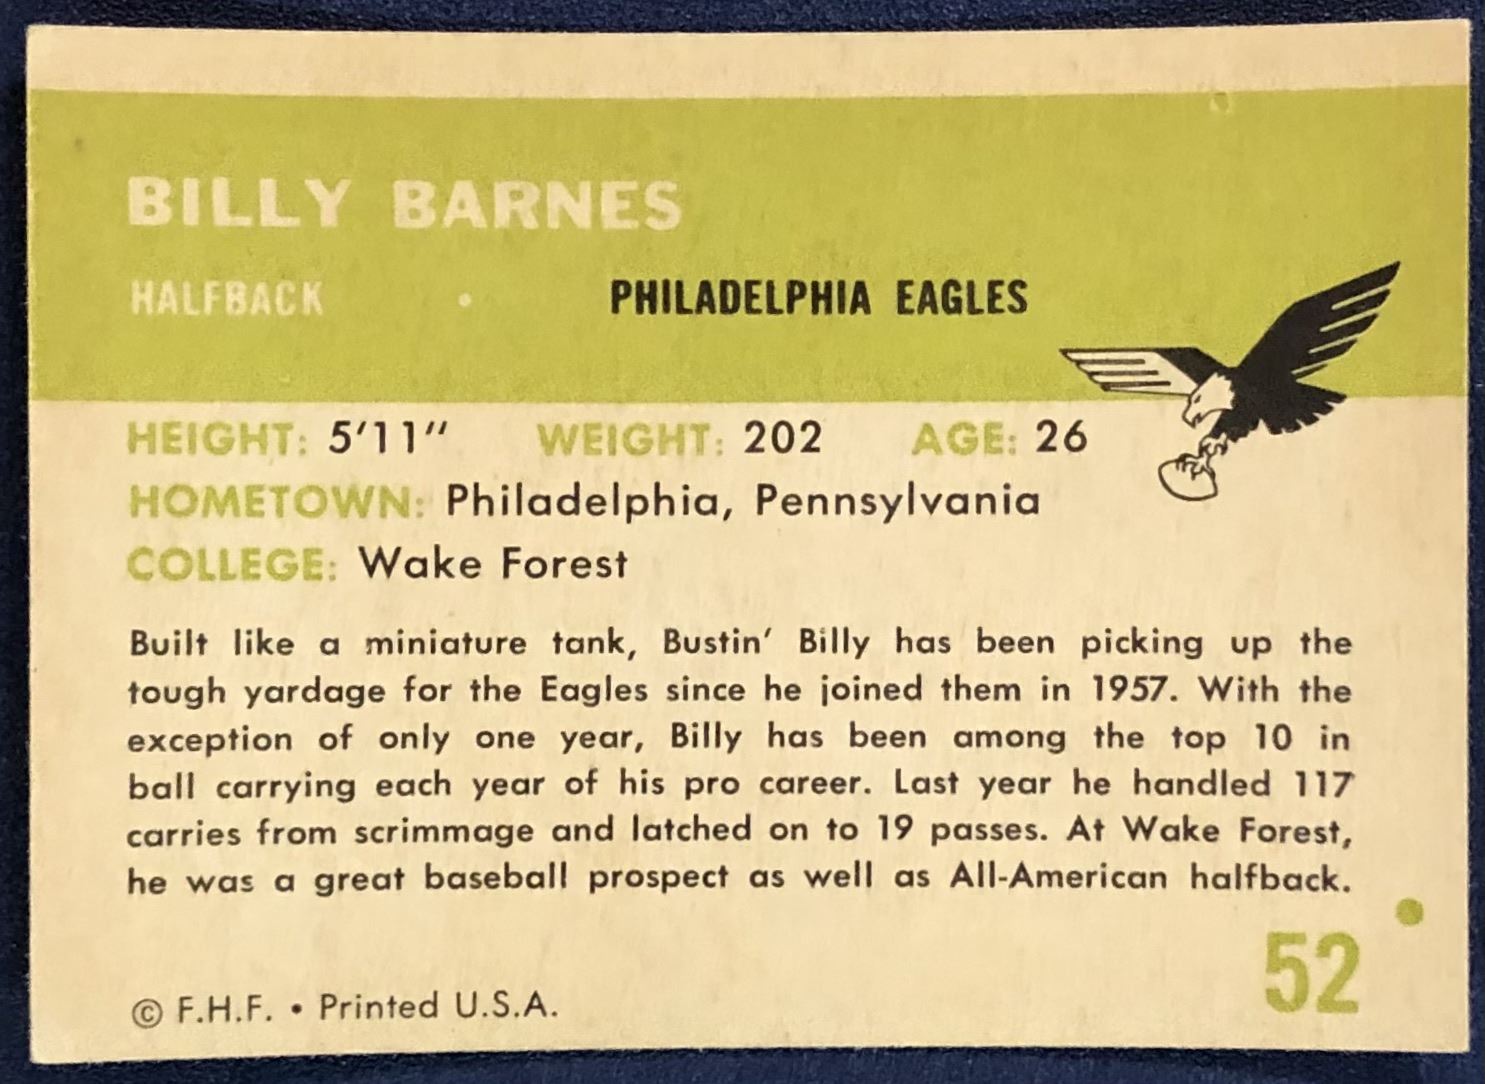 BILLY BARNES
HALFBACK • PHILADELPHIA EAGLES
HEIGHT: 5'11" WEIGHT: 202 AGE: 26
HOMETOWN: Philadelphia, Pennsylvania
COLLEGE: Wake Forest
Built like a miniature tank, Bustin' Billy has been picking up the
tough yardage for the Eagles since he joined them in 1957. With the
exception of only one year, Billy has been among the top 10 in
ball carrying each year of his pro career. Last year he handled 117
carries from scrimmage and latched on to 19 passes. At Wake Forest,
he was a great baseball prospect as well as All-American halfback.
52
© F.H.F. • Printed U.S.A.